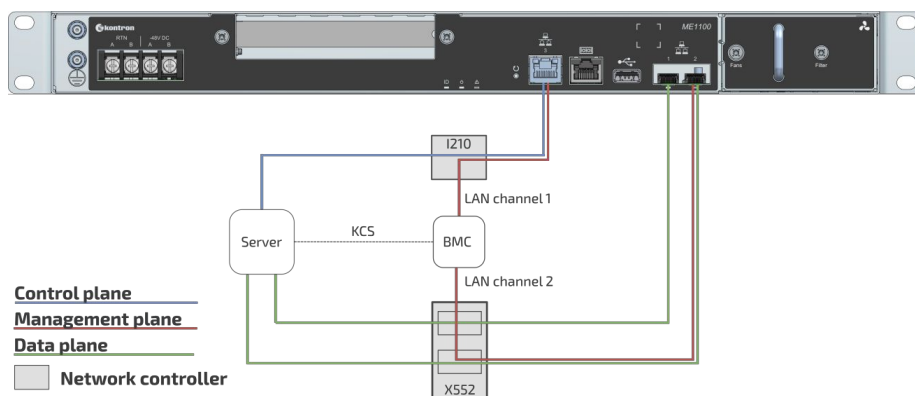 kontron
RTN -48V DC
A B A B
ME1100
3
1 2
Fans
Filter
I210
LAN channel 1
Server
KCS
BMC
LAN channel 2
Control plane
Management plane
Data plane
Network controller
X552